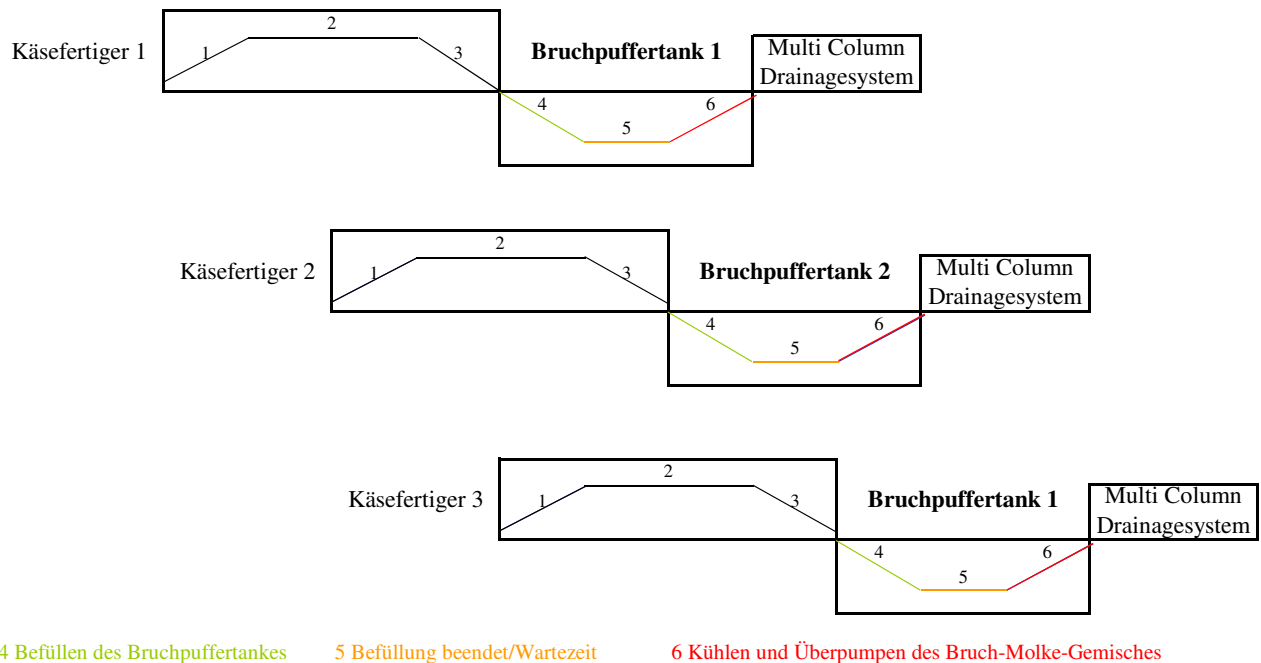 2
Käsefertiger 1
1
3
Bruchpuffertank 1
Multi Column
Drainagesystem
4
5
6
2
Käsefertiger 2
1
3
Bruchpuffertank 2
Multi Column
Drainagesystem
4
5
6
2
Käsefertiger 3
1
3
Bruchpuffertank 1
Multi Column
Drainagesystem
4
5
6
4 Befüllen des Bruchpuffertankes
5 Befüllung beendet/Wartezeit
6 Kühlen und Überpumpen des Bruch-Molke-Gemisches